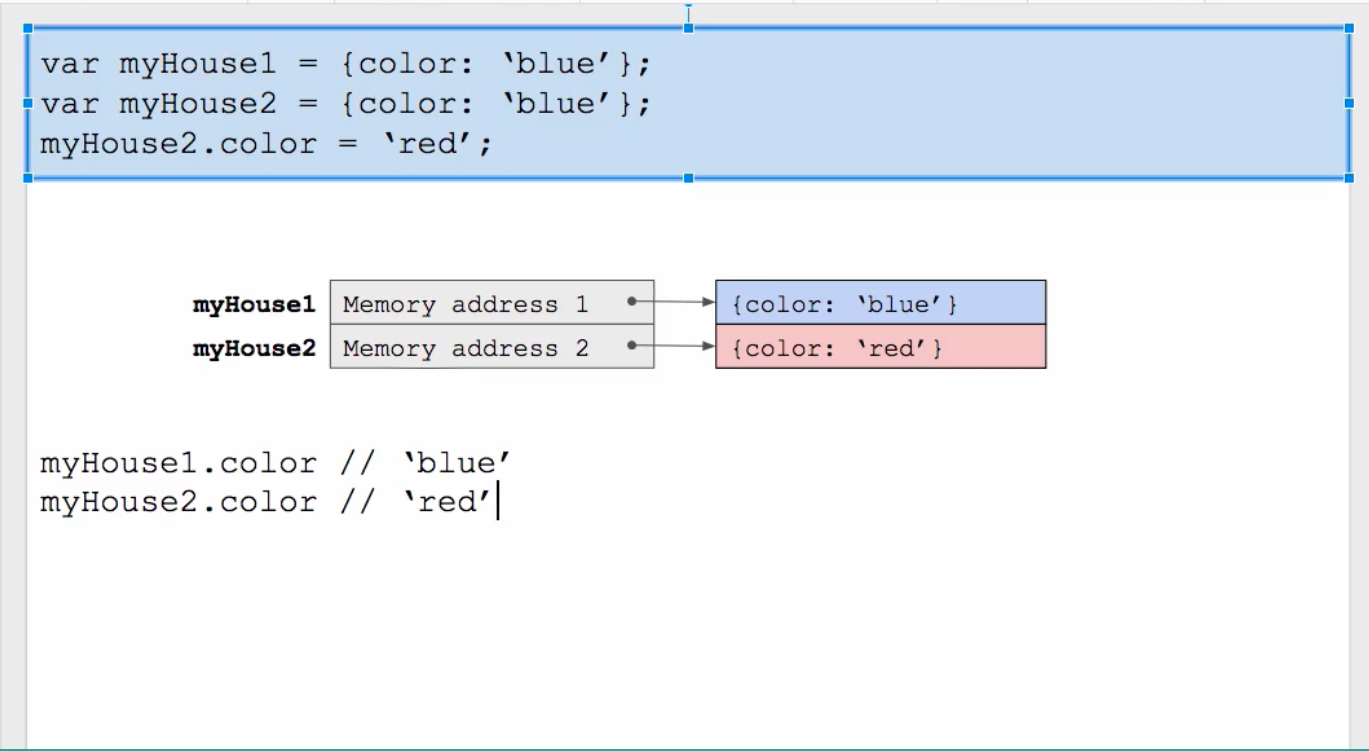 var myHouse1 = {color: ‘blue’};
var myHouse2 = {color: ‘blue’};
myHouse2.color = ‘red’;
myHouse1 Memory address 1 {color: ‘blue’}
myHouse2 Memory address 2 {color: ‘red’}
myHouse1.color // ‘blue’
myHouse2.color // ‘red’